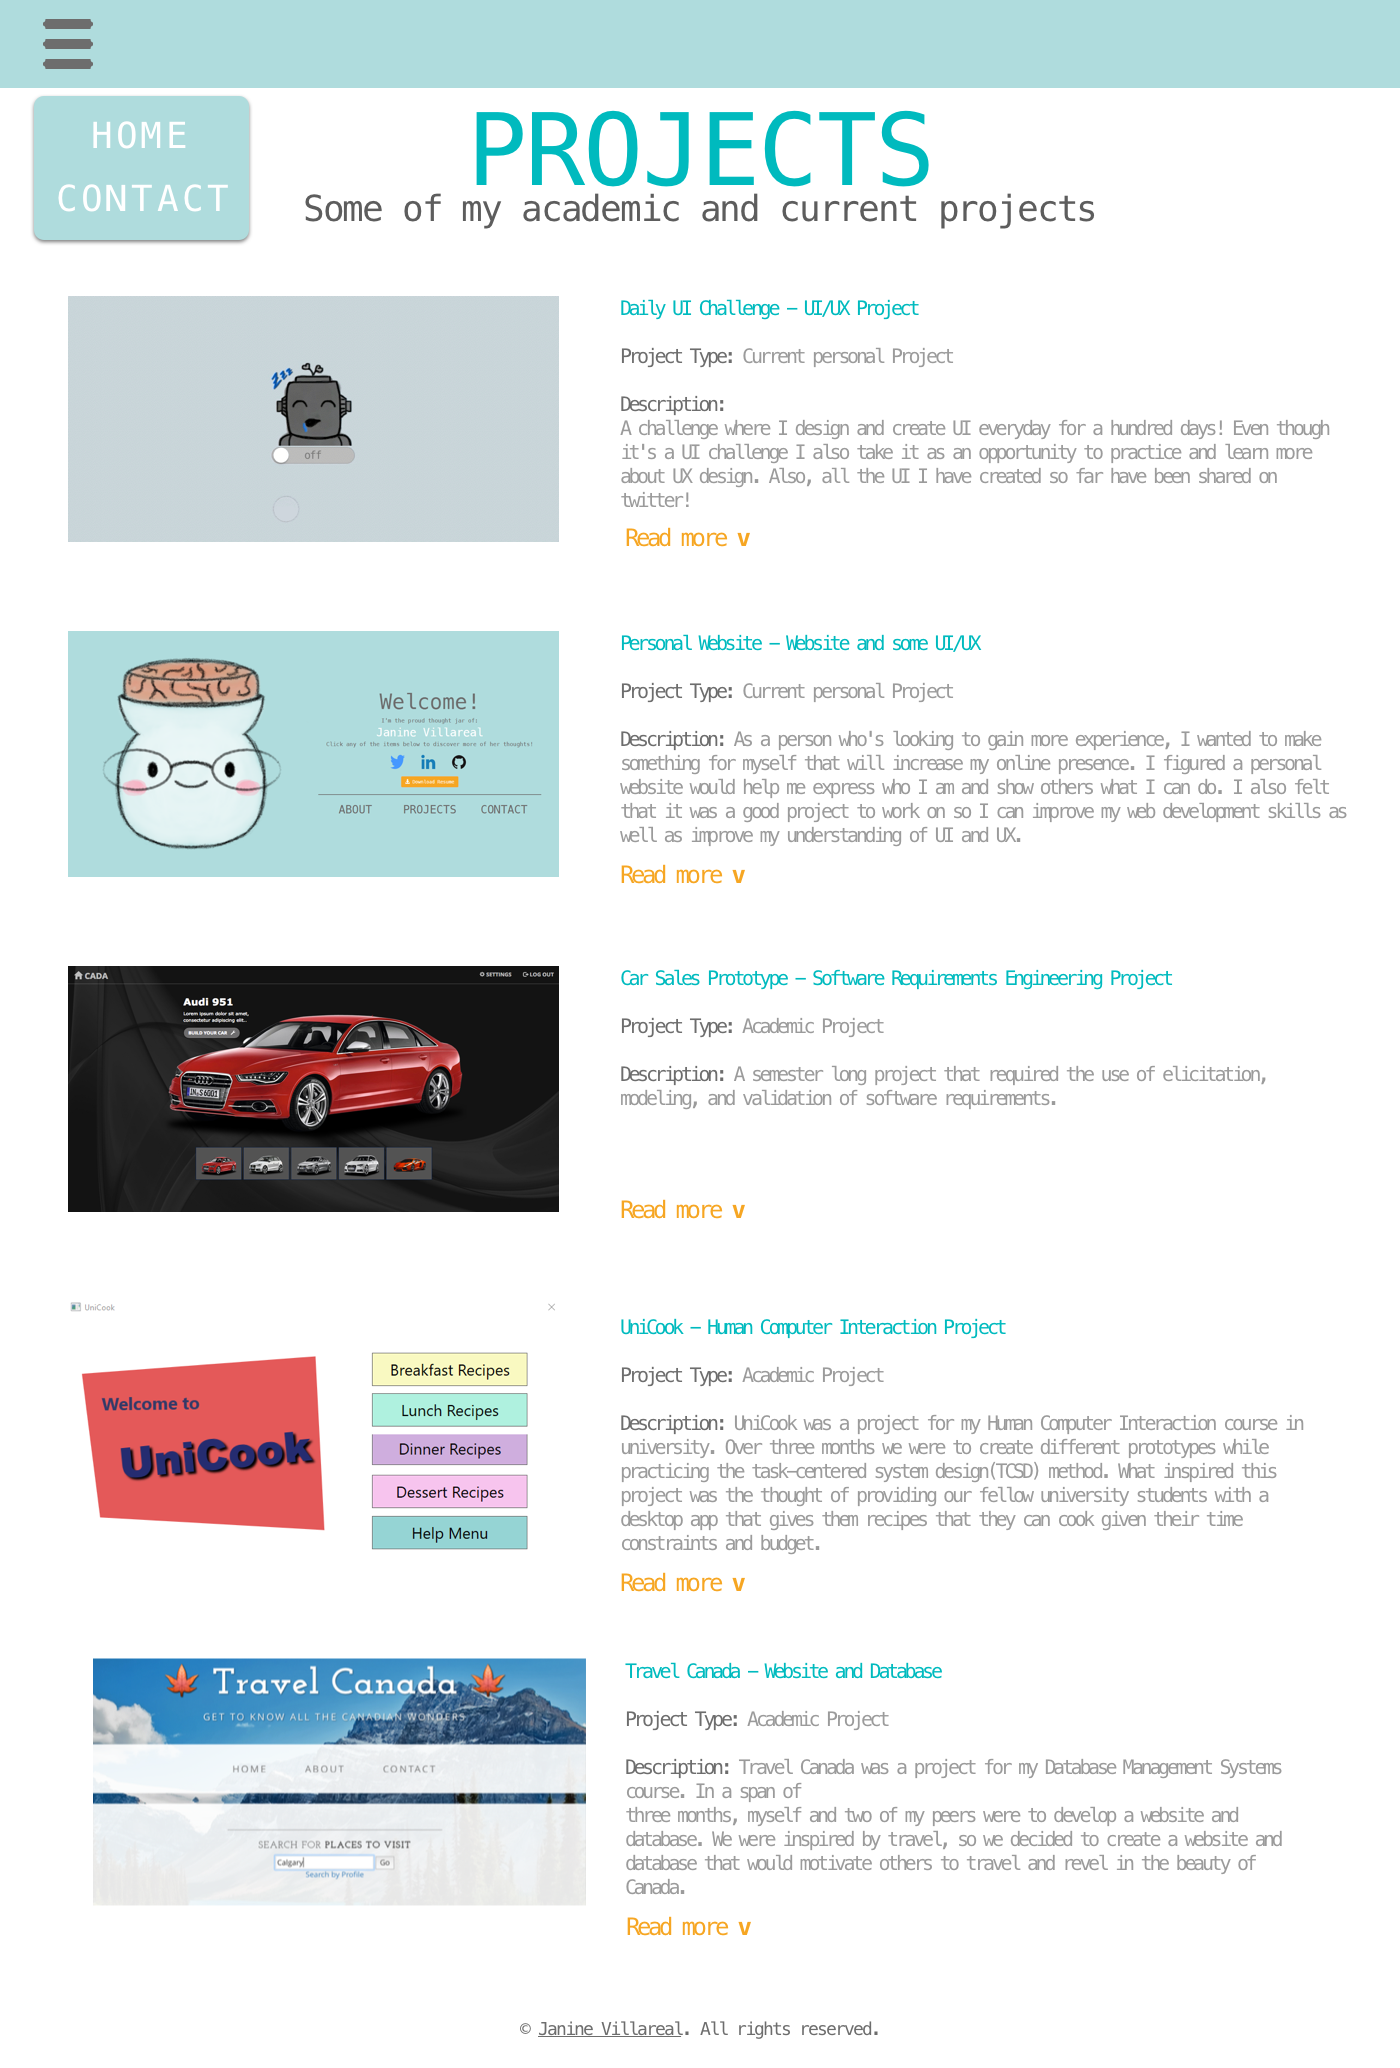 HOME
CONTACT
PROJECTS
Some of my academic and current projects
zzz
off
Daily UI Challenge - UI/UX Project
Project Type: Current personal Project
Description:
A challenge where I design and create UI everyday for a hundred days! Even though
it's a UI challenge I also take it as an opportunity to practice and learn more
about UX design. Also, all the UI I have created so far have been shared on
twitter!
Read more v
Welcome!
I'm the proud thought jar of:
Janine Villareal
Click any of the items below to discover more of her thoughts!
in
Download Resume
ABOUT PROJECTS CONTACT
Personal Website - Website and some UI/UX
Project Type: Current personal Project
Description: As a person who's looking to gain more experience, I wanted to make
something for myself that will increase my online presence. I figured a personal
website would help me express who I am and show others what I can do. I also felt
that it was a good project to work on so I can improve my web development skills as
well as improve my understanding of UI and UX.
Read more v
CADA
SETTINGS LOG OUT
Audi 951
Lorem ipsum dolor sit amet,
consectetur adipising elit...
BUILD YOUR CAR
IN·S 6001
Car Sales Prototype - Software Requirements Engineering Project
Project Type: Academic Project
Description: A semester long project that required the use of elicitation,
modeling, and validation of software requirements.
Read more v
UniCook
Welcome to
UniCook
Breakfast Recipes
Lunch Recipes
Dinner Recipes
Dessert Recipes
Help Menu
UniCook - Human Computer Interaction Project
Project Type: Academic Project
Description: UniCook was a project for my Human Computer Interaction course in
university. Over three months we were to create different prototypes while
practicing the task-centered system design(TCSD) method. What inspired this
project was the thought of providing our fellow university students with a
desktop app that gives them recipes that they can cook given their time
constraints and budget.
Read more v
Travel Canada
GET TO KNOW ALL THE CANADIAN WONDERS
HOME ABOUT CONTACT
SEARCH FOR PLACES TO VISIT
Calgary Go
Search by Profile
Travel Canada - Website and Database
Project Type: Academic Project
Description: Travel Canada was a project for my Database Management Systems
course. In a span of
three months, myself and two of my peers were to develop a website and
database. We were inspired by travel, so we decided to create a website and
database that would motivate others to travel and revel in the beauty of
Canada.
Read more v
© Janine Villareal. All rights reserved.